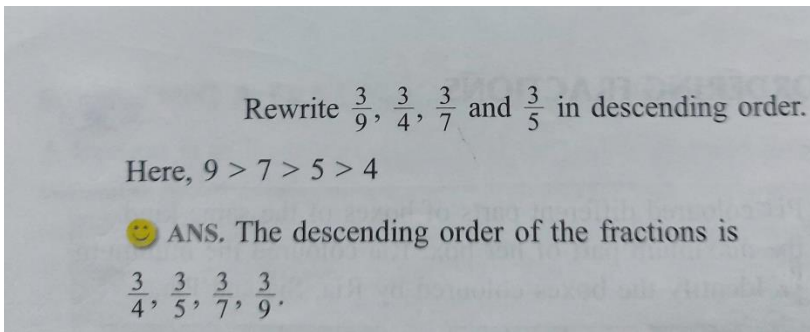 Rewrite 3/9, 3/4, 3/7 and 3/5 in descending order.
Here, 9 > 7 > 5 > 4
ANS. The descending order of the fractions is
3/4, 3/5, 3/7, 3/9.